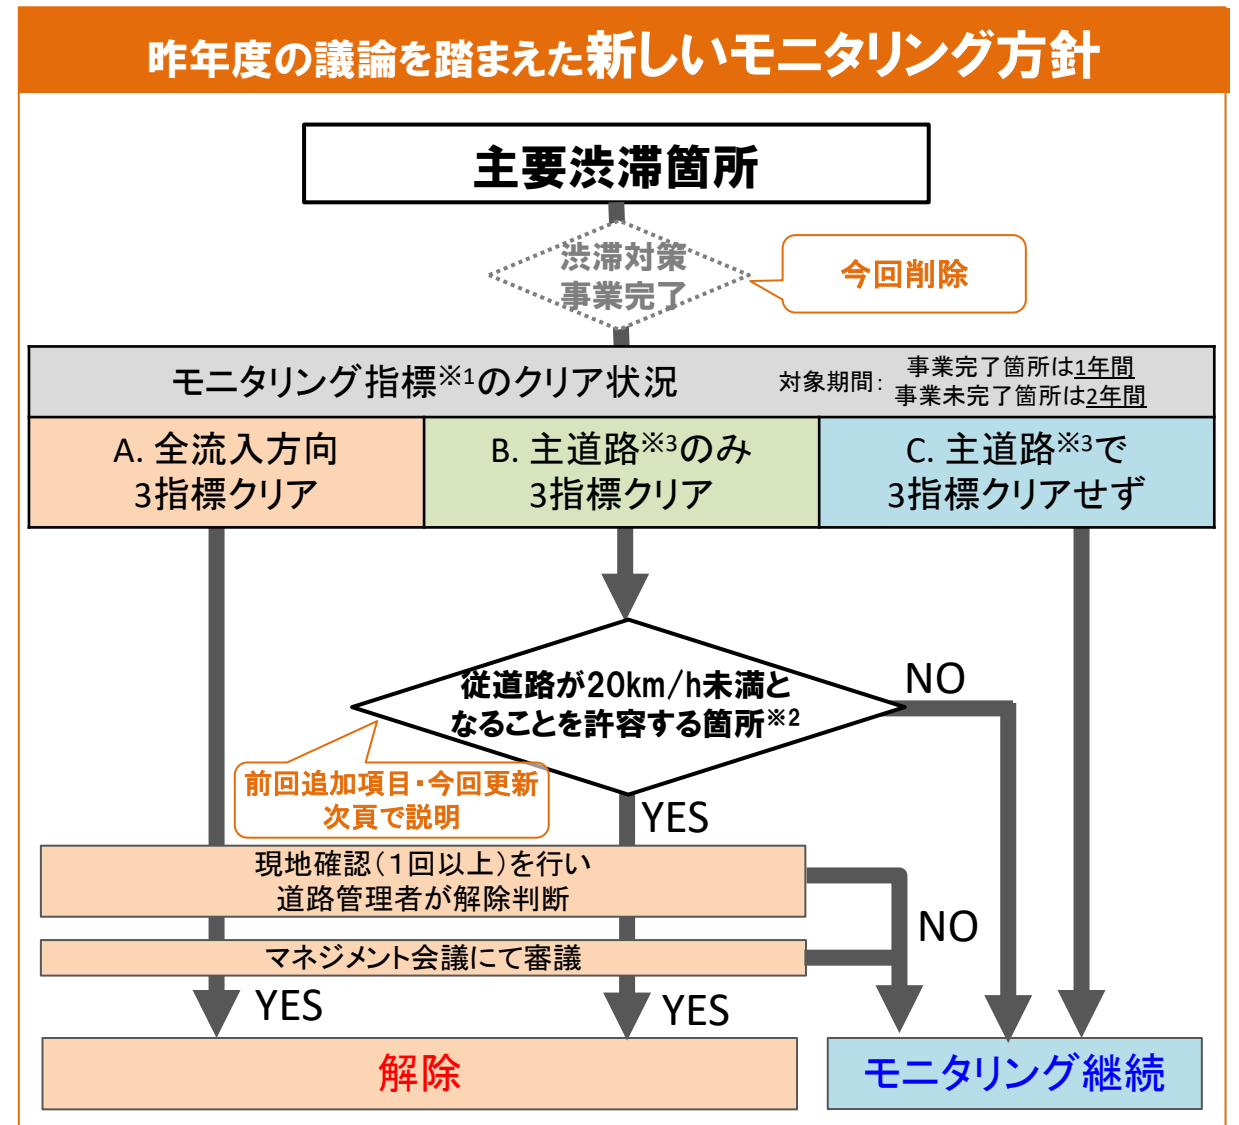 昨年度の議論を踏まえた新しいモニタリング方針
主要渋滞箇所
渋滞対策
事業完了
今回削除
モニタリング指標※1のクリア状況
対象期間：
事業完了箇所は1年間
事業未完了箇所は2年間
A. 全流入方向
3指標クリア
B. 主道路※3のみ
3指標クリア
C. 主道路※3で
3指標クリアせず
従道路が20km/h未満と
なることを許容する箇所※2
NO
前回追加項目・今回更新
次頁で説明
YES
現地確認（１回以上）を行い
道路管理者が解除判断
NO
マネジメント会議にて審議
YES
YES
解除
モニタリング継続